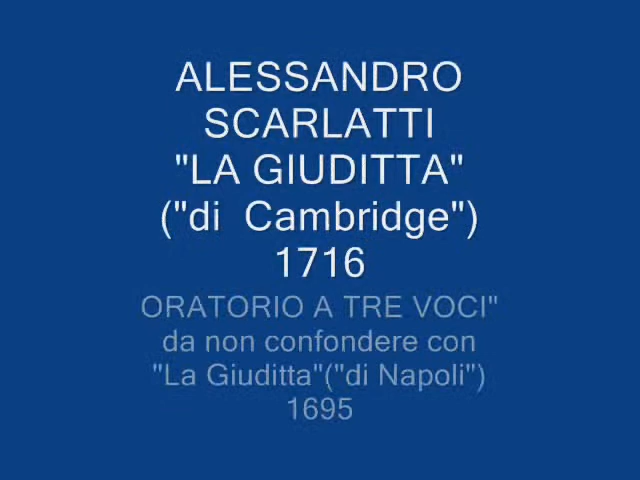 ALESSANDRO
SCARLATTI
"LA GIUDITTA"
("di  Cambridge")
1716
ORATORIO A TRE VOCI"
da non confondere con
"La Giuditta"("di Napoli")
1695